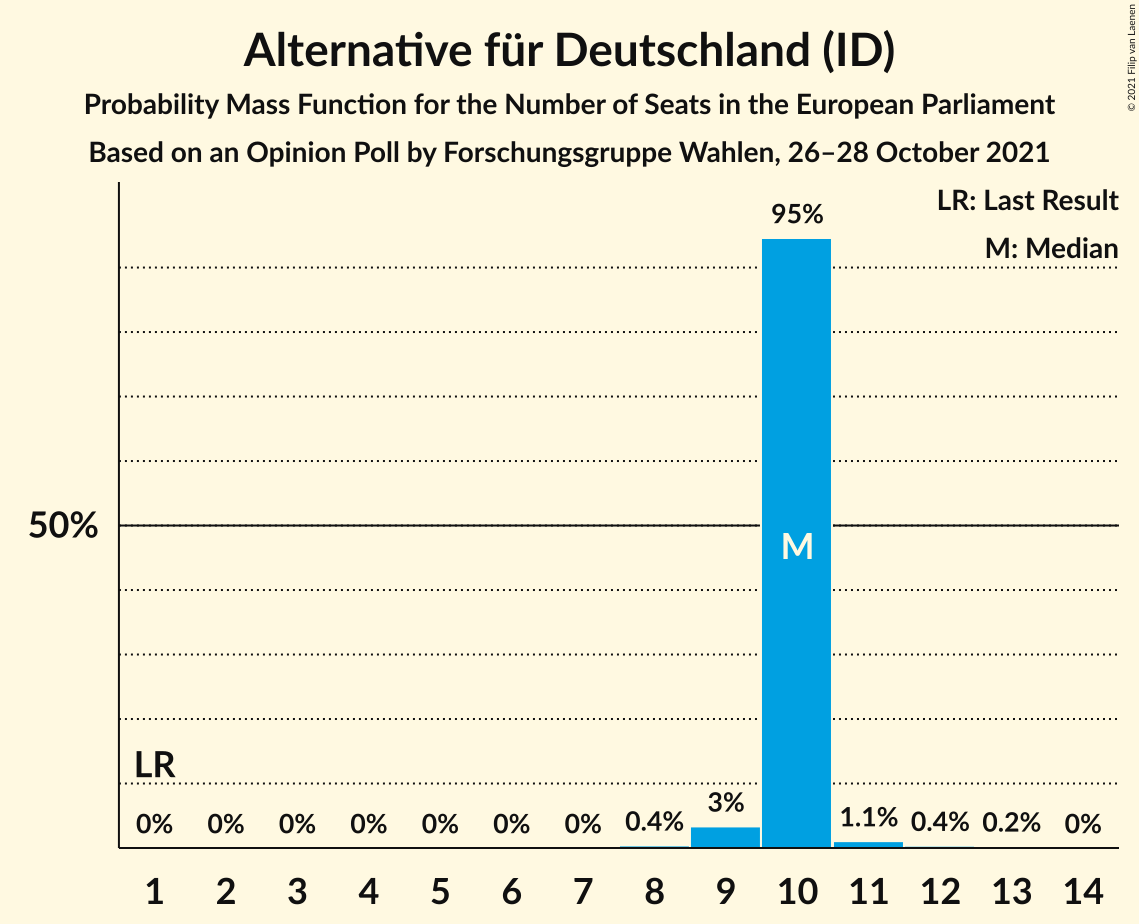 Alternative für Deutschland (ID)
Probability Mass Function for the Number of Seats in the European Parliament
Based on an Opinion Poll by Forschungsgruppe Wahlen, 26–28 October 2021
© 2021 Filip van Laenen
LR: Last Result
M: Median
95%
50%
M
LR
0% 0% 0% 0% 0% 0% 0% 0.4% 3% 1.1% 0.4% 0.2% 0%
1 2 3 4 5 6 7 8 9 10 11 12 13 14